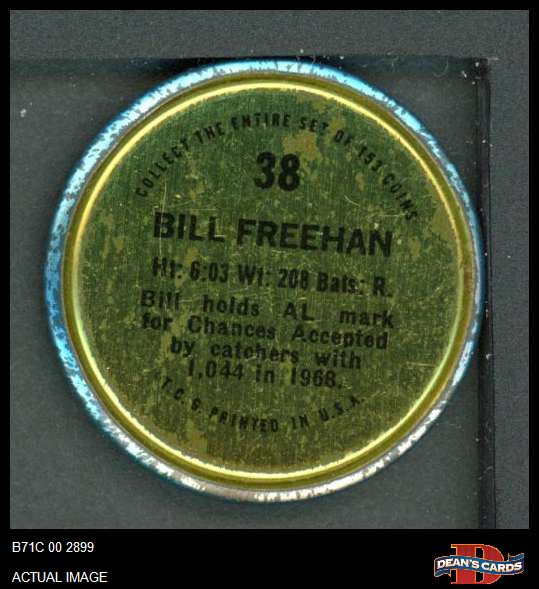 COLLECT THE ENTIRE SET OF 153 COINS
38
BILL FREEHAN
Ht: 6:03 Wt: 208 Bats: R.
Bill holds AL mark
for Chances Accepted
by catchers with
1,044 in 1968.
T.C.G. PRINTED IN U.S.A.
B71C 00 2899
ACTUAL IMAGE
D
DEAN'S CARDS